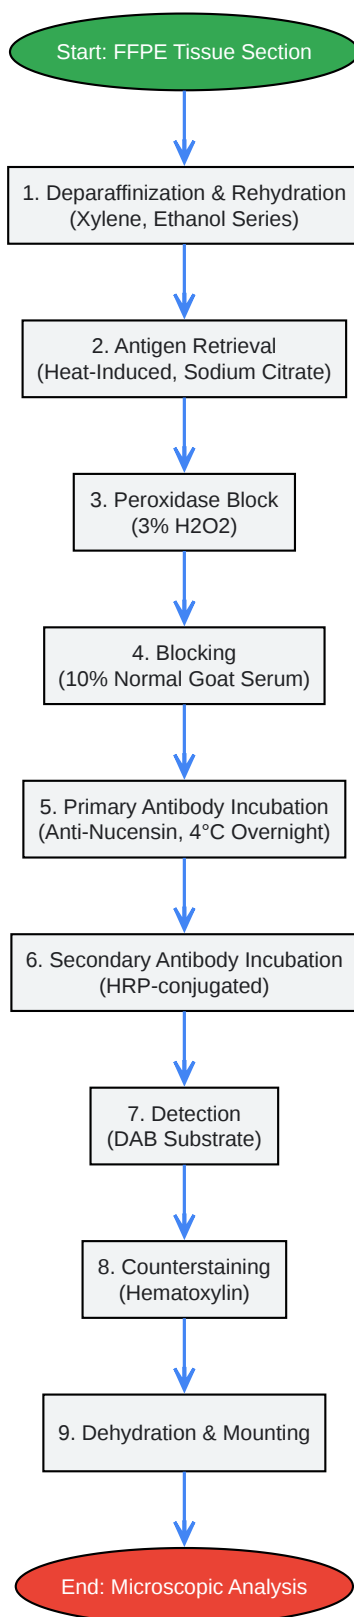 Start: FFPE Tissue Section
1. Deparaffinization & Rehydration
(Xylene, Ethanol Series)
2. Antigen Retrieval
(Heat-Induced, Sodium Citrate)
3. Peroxidase Block
(3% H2O2)
4. Blocking
(10% Normal Goat Serum)
5. Primary Antibody Incubation
(Anti-Nucensin, 4°C Overnight)
6. Secondary Antibody Incubation
(HRP-conjugated)
7. Detection
(DAB Substrate)
8. Counterstaining
(Hematoxylin)
9. Dehydration & Mounting
End: Microscopic Analysis